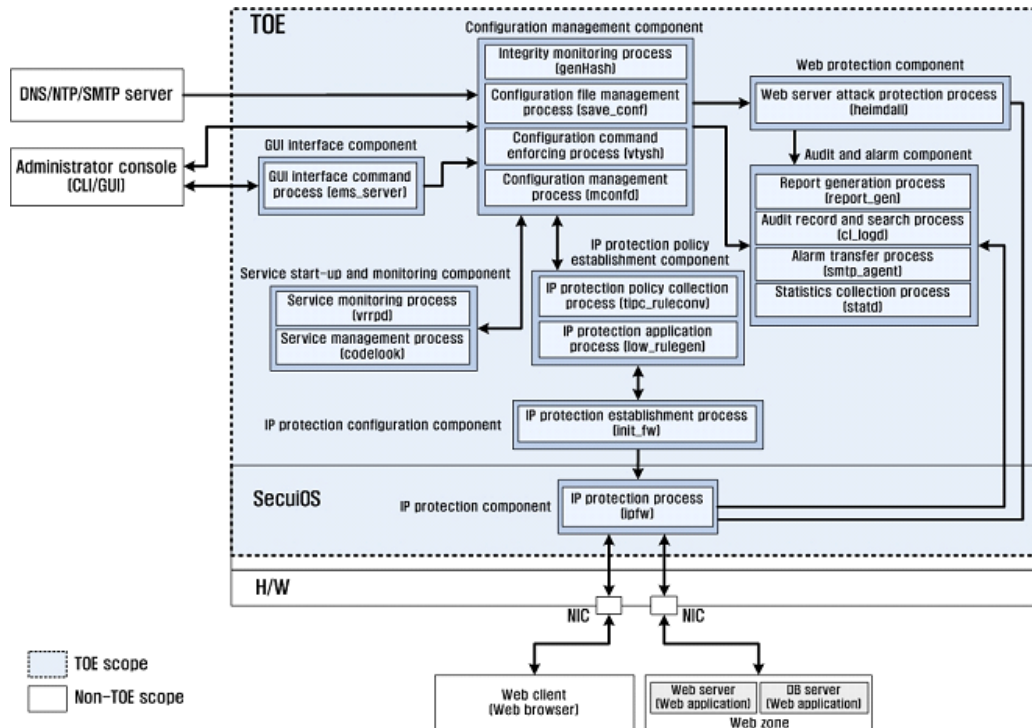 TOE
Configuration management component
Integrity monitoring process
(genHash)
Configuration file management
process (save_conf)
Configuration command
enforcing process (vtysh)
Configuration management
process (mconfd)
DNS/NTP/SMTP server
Administrator console
(CLI/GUI)
GUI interface component
GUI interface command
process (ems_server)
Web protection component
Web server attack protection process
(heimdall)
Audit and alarm component
Report generation process
(report_gen)
Audit record and search process
(cl_logd)
Alarm transfer process
(smtp_agent)
Statistics collection process
(statd)
Service start-up and monitoring component
Service monitoring process
(vrrpd)
Service management process
(codelook)
IP protection policy
establishment component
IP protection policy collection
process (tipc_ruleconv)
IP protection application
process (low_rulegen)
IP protection configuration component
IP protection establishment process
(init_fw)
SecuiOS
IP protection component
IP protection process
(ipfw)
H/W
NIC
NIC
TOE scope
Non-TOE scope
Web client
(Web browser)
Web server
(Web application)
DB server
(Web application)
Web zone